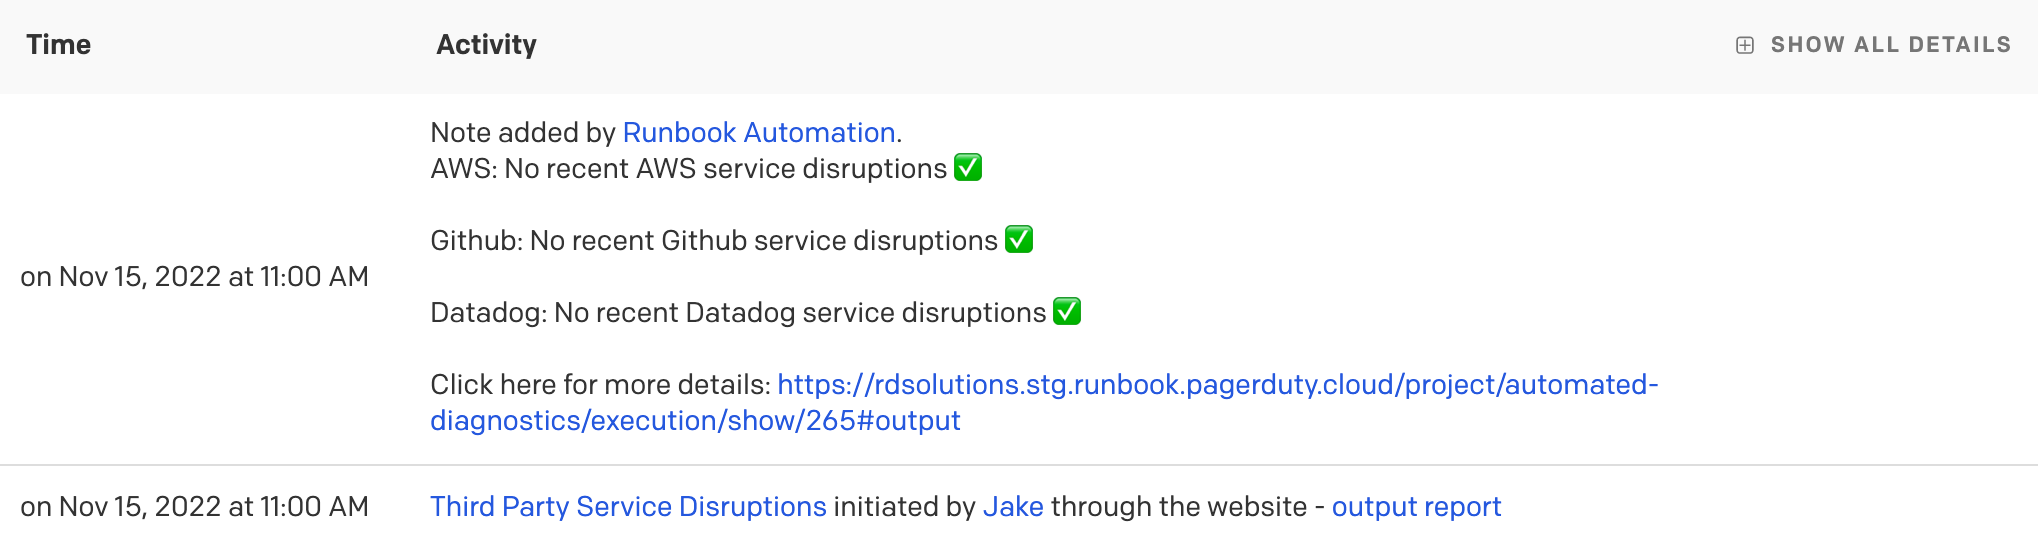 Time Activity SHOW ALL DETAILS
Note added by Runbook Automation.
AWS: No recent AWS service disruptions ✅
Github: No recent Github service disruptions ✅
on Nov 15, 2022 at 11:00 AM
Datadog: No recent Datadog service disruptions ✅
Click here for more details: https://rdsolutions.stg.runbook.pagerduty.cloud/project/automated-
diagnostics/execution/show/265#output
on Nov 15, 2022 at 11:00 AM Third Party Service Disruptions initiated by Jake through the website - output report